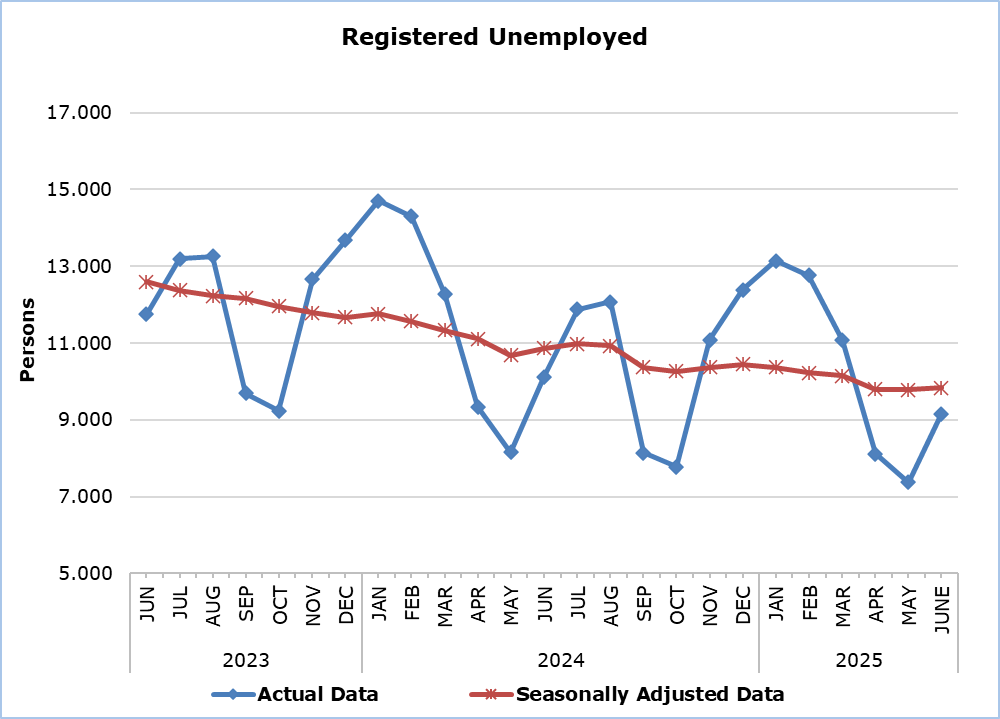 Registered Unemployed
Persons
17.000
15.000
13.000
11.000
9.000
7.000
5.000
JUN JUL AUG SEP OCT NOV DEC JAN FEB MAR APR MAY JUN JUL AUG SEP OCT NOV DEC JAN FEB MAR APR MAY JUNE
2023 2024 2025
Actual Data Seasonally Adjusted Data